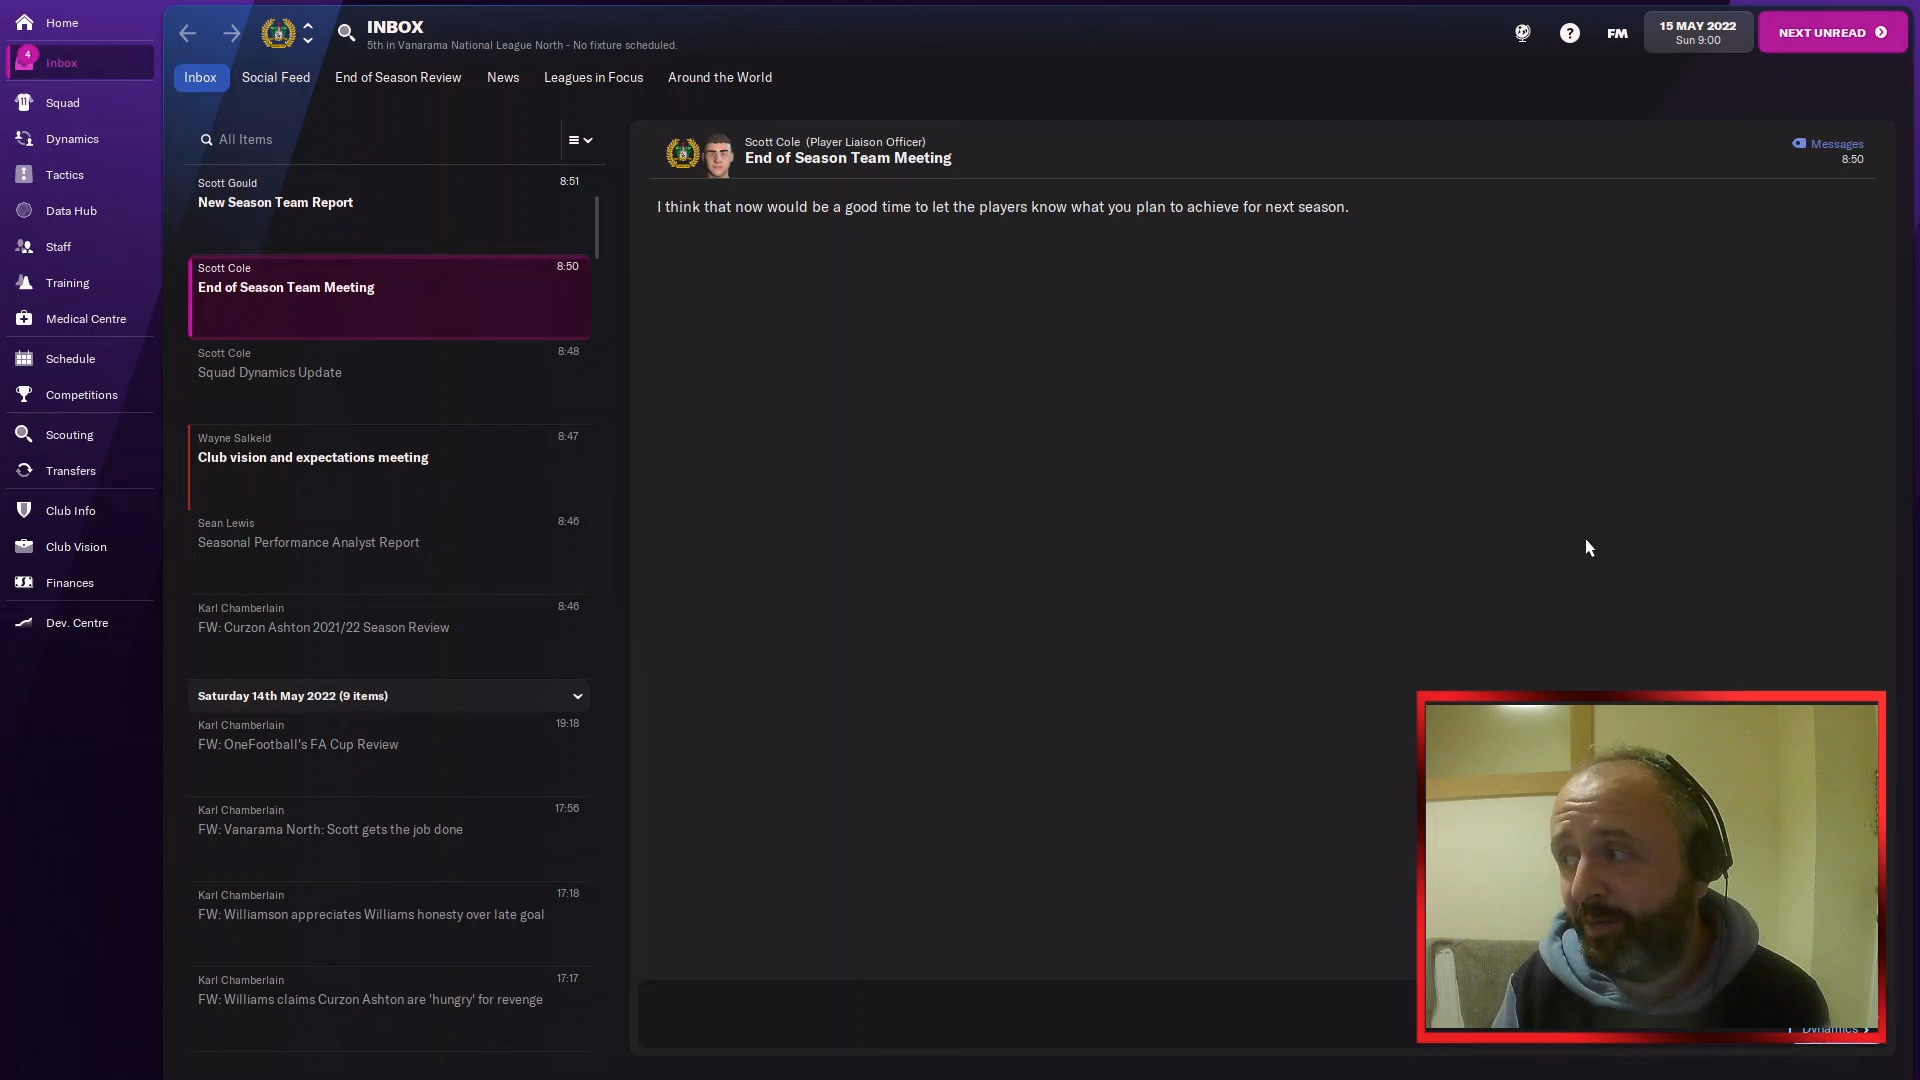 Home
4
Inbox
Squad
Dynamics
Tactics
Data Hub
Staff
Training
Medical Centre
Schedule
Competitions
Scouting
Transfers
Club Info
Club Vision
Finances
Dev. Centre
INBOX
5th in Vanarama National League North - No fixture scheduled.
?
FM
15 MAY 2022
Sun 9:00
NEXT UNREAD
Inbox
Social Feed
End of Season Review
News
Leagues in Focus
Around the World
All Items
Scott Gould 8:51
New Season Team Report
Scott Cole 8:50
End of Season Team Meeting
Scott Cole 8:48
Squad Dynamics Update
Wayne Salkeld 8:47
Club vision and expectations meeting
Sean Lewis 8:46
Seasonal Performance Analyst Report
Karl Chamberlain 8:46
FW: Curzon Ashton 2021/22 Season Review
Saturday 14th May 2022 (9 items)
Karl Chamberlain 19:18
FW: OneFootball's FA Cup Review
Karl Chamberlain 17:56
FW: Vanarama North: Scott gets the job done
Karl Chamberlain 17:18
FW: Williamson appreciates Williams honesty over late goal
Karl Chamberlain 17:17
FW: Williams claims Curzon Ashton are 'hungry' for revenge
Scott Cole (Player Liaison Officer)
End of Season Team Meeting
Messages
8:50
I think that now would be a good time to let the players know what you plan to achieve for next season.
Dynamics